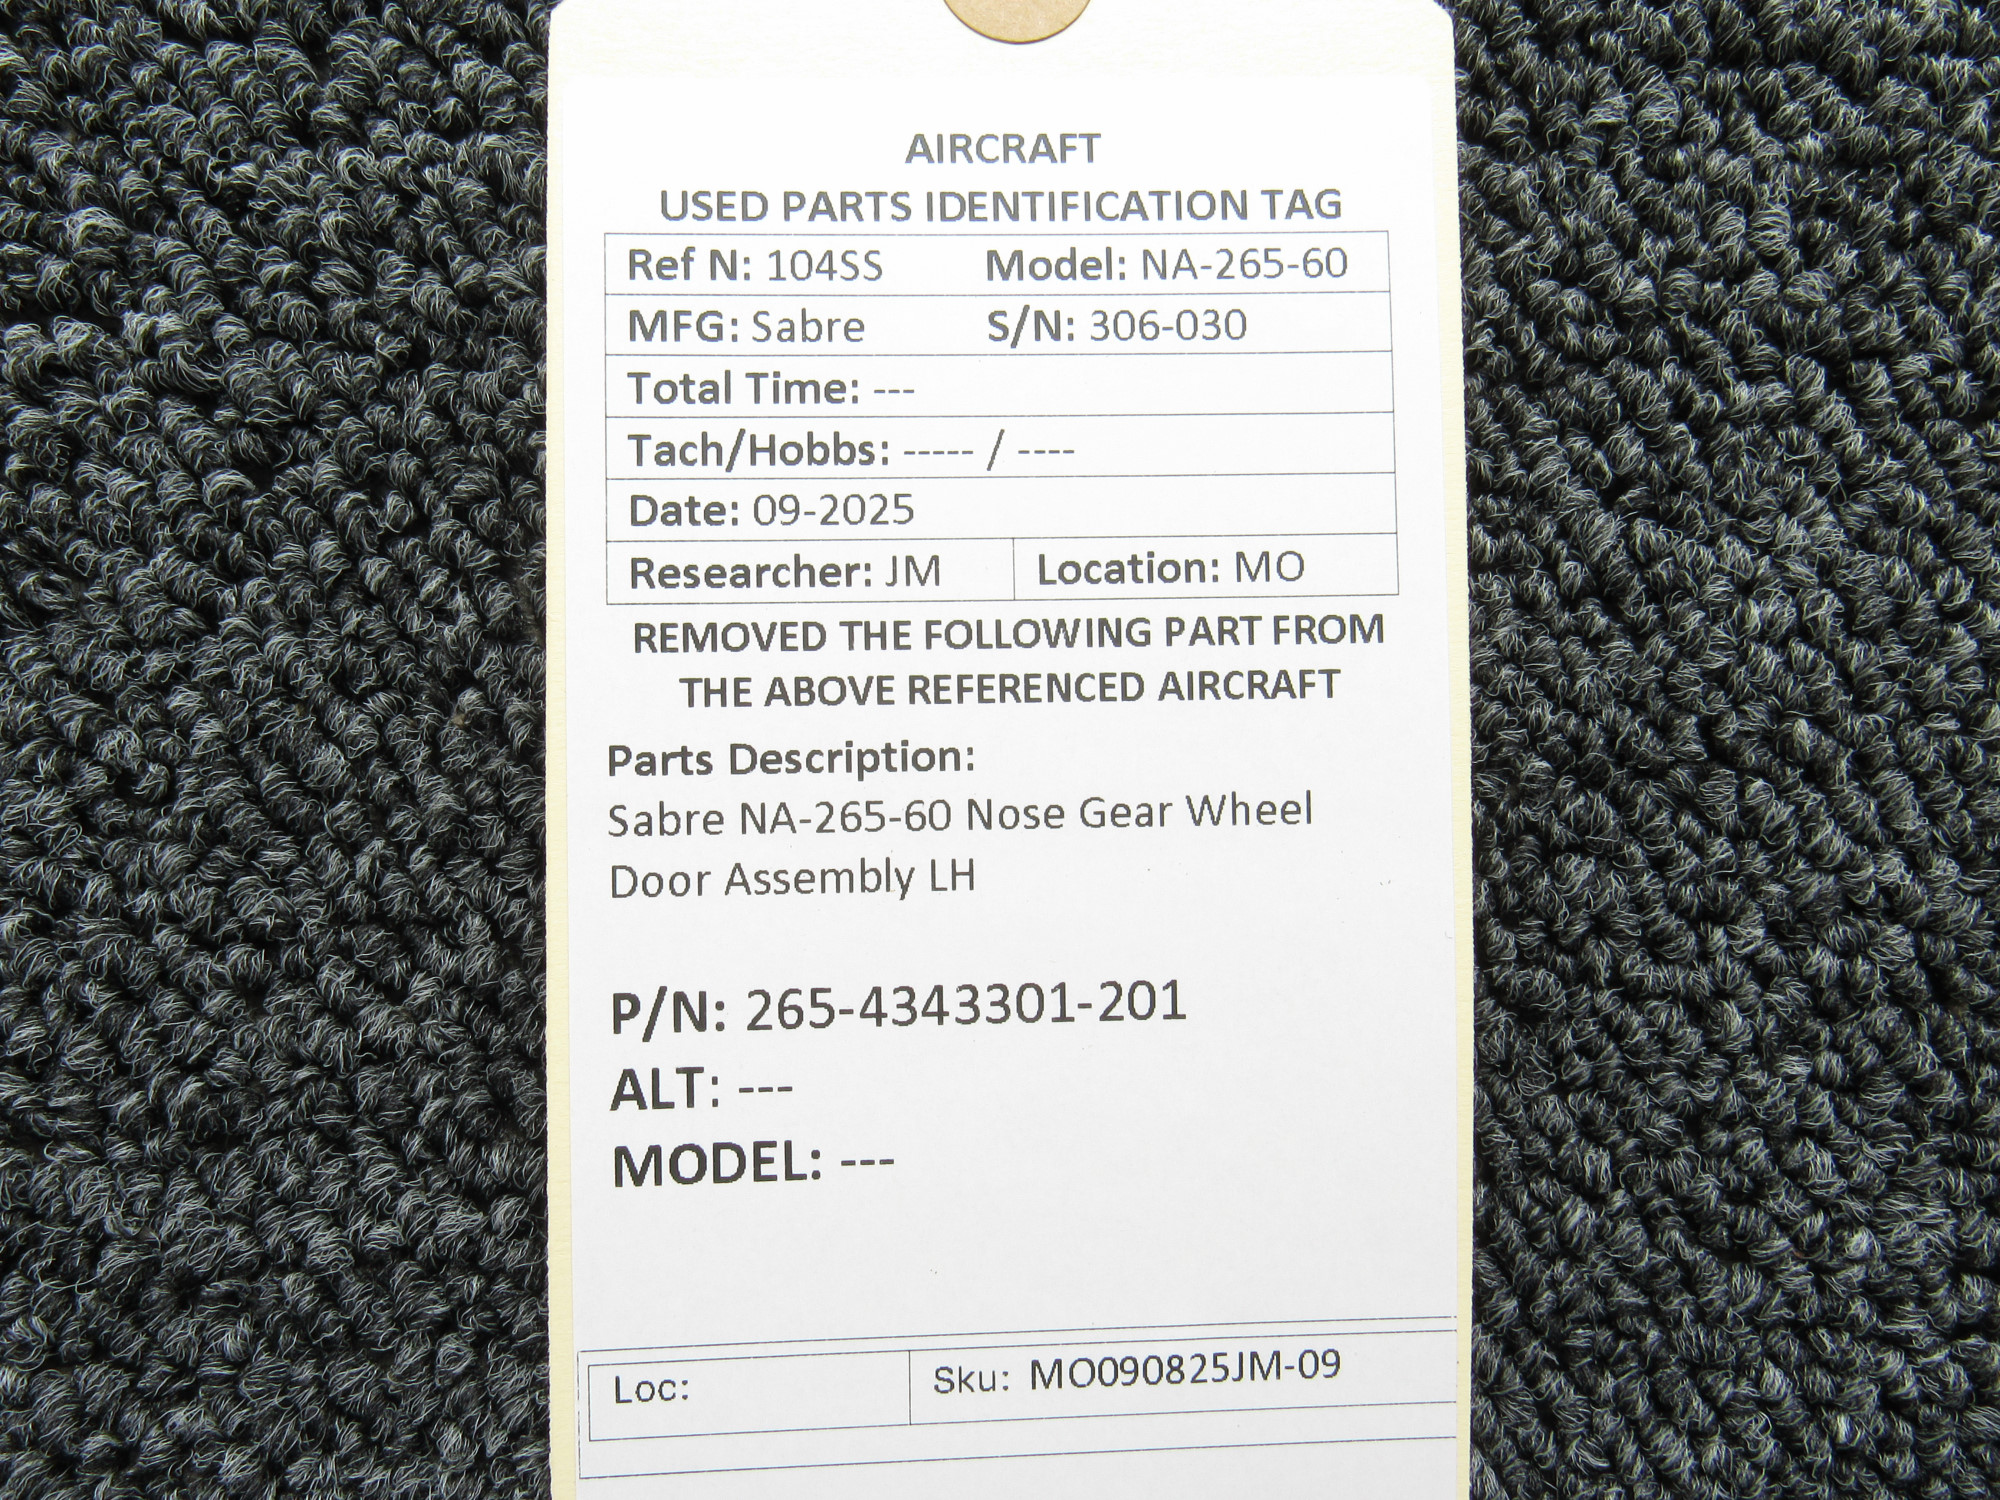 AIRCRAFT
USED PARTS IDENTIFICATION TAG
Ref N: 104SS Model: NA-265-60
MFG: Sabre S/N: 306-030
Total Time: ---
Tach/Hobbs: ----- / ----
Date: 09-2025
Researcher: JM Location: MO
REMOVED THE FOLLOWING PART FROM
THE ABOVE REFERENCED AIRCRAFT
Parts Description:
Sabre NA-265-60 Nose Gear Wheel
Door Assembly LH
P/N: 265-4343301-201
ALT: ---
MODEL: ---
Loc: Sku: MO090825JM-09